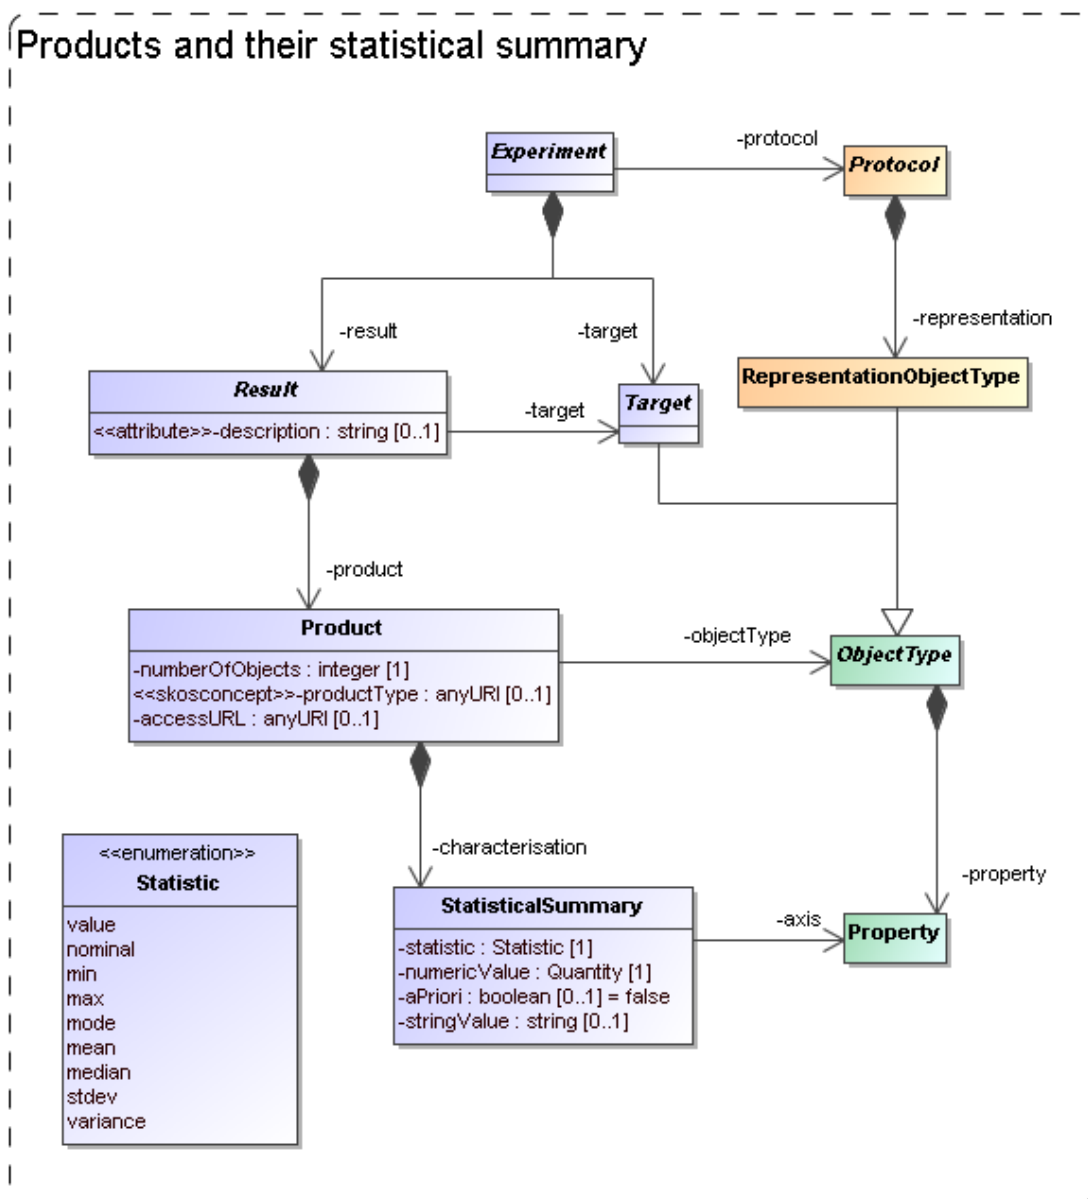 Products and their statistical summary
Experiment
-protocol
Protocol
-result
-target
-representation
Result
<<attribute>>-description : string [0..1]
-target
Target
RepresentationObjectType
-product
Product
-numberOfObjects : integer [1]
<<skosconcept>>-productType : anyURI [0..1]
-accessURL : anyURI [0..1]
-objectType
ObjectType
<<enumeration>>
Statistic
value
nominal
min
max
mode
mean
median
stdev
variance
-characterisation
StatisticalSummary
-statistic : Statistic [1]
-numericValue : Quantity [1]
-aPriori : boolean [0..1] = false
-stringValue : string [0..1]
-axis
-property
Property